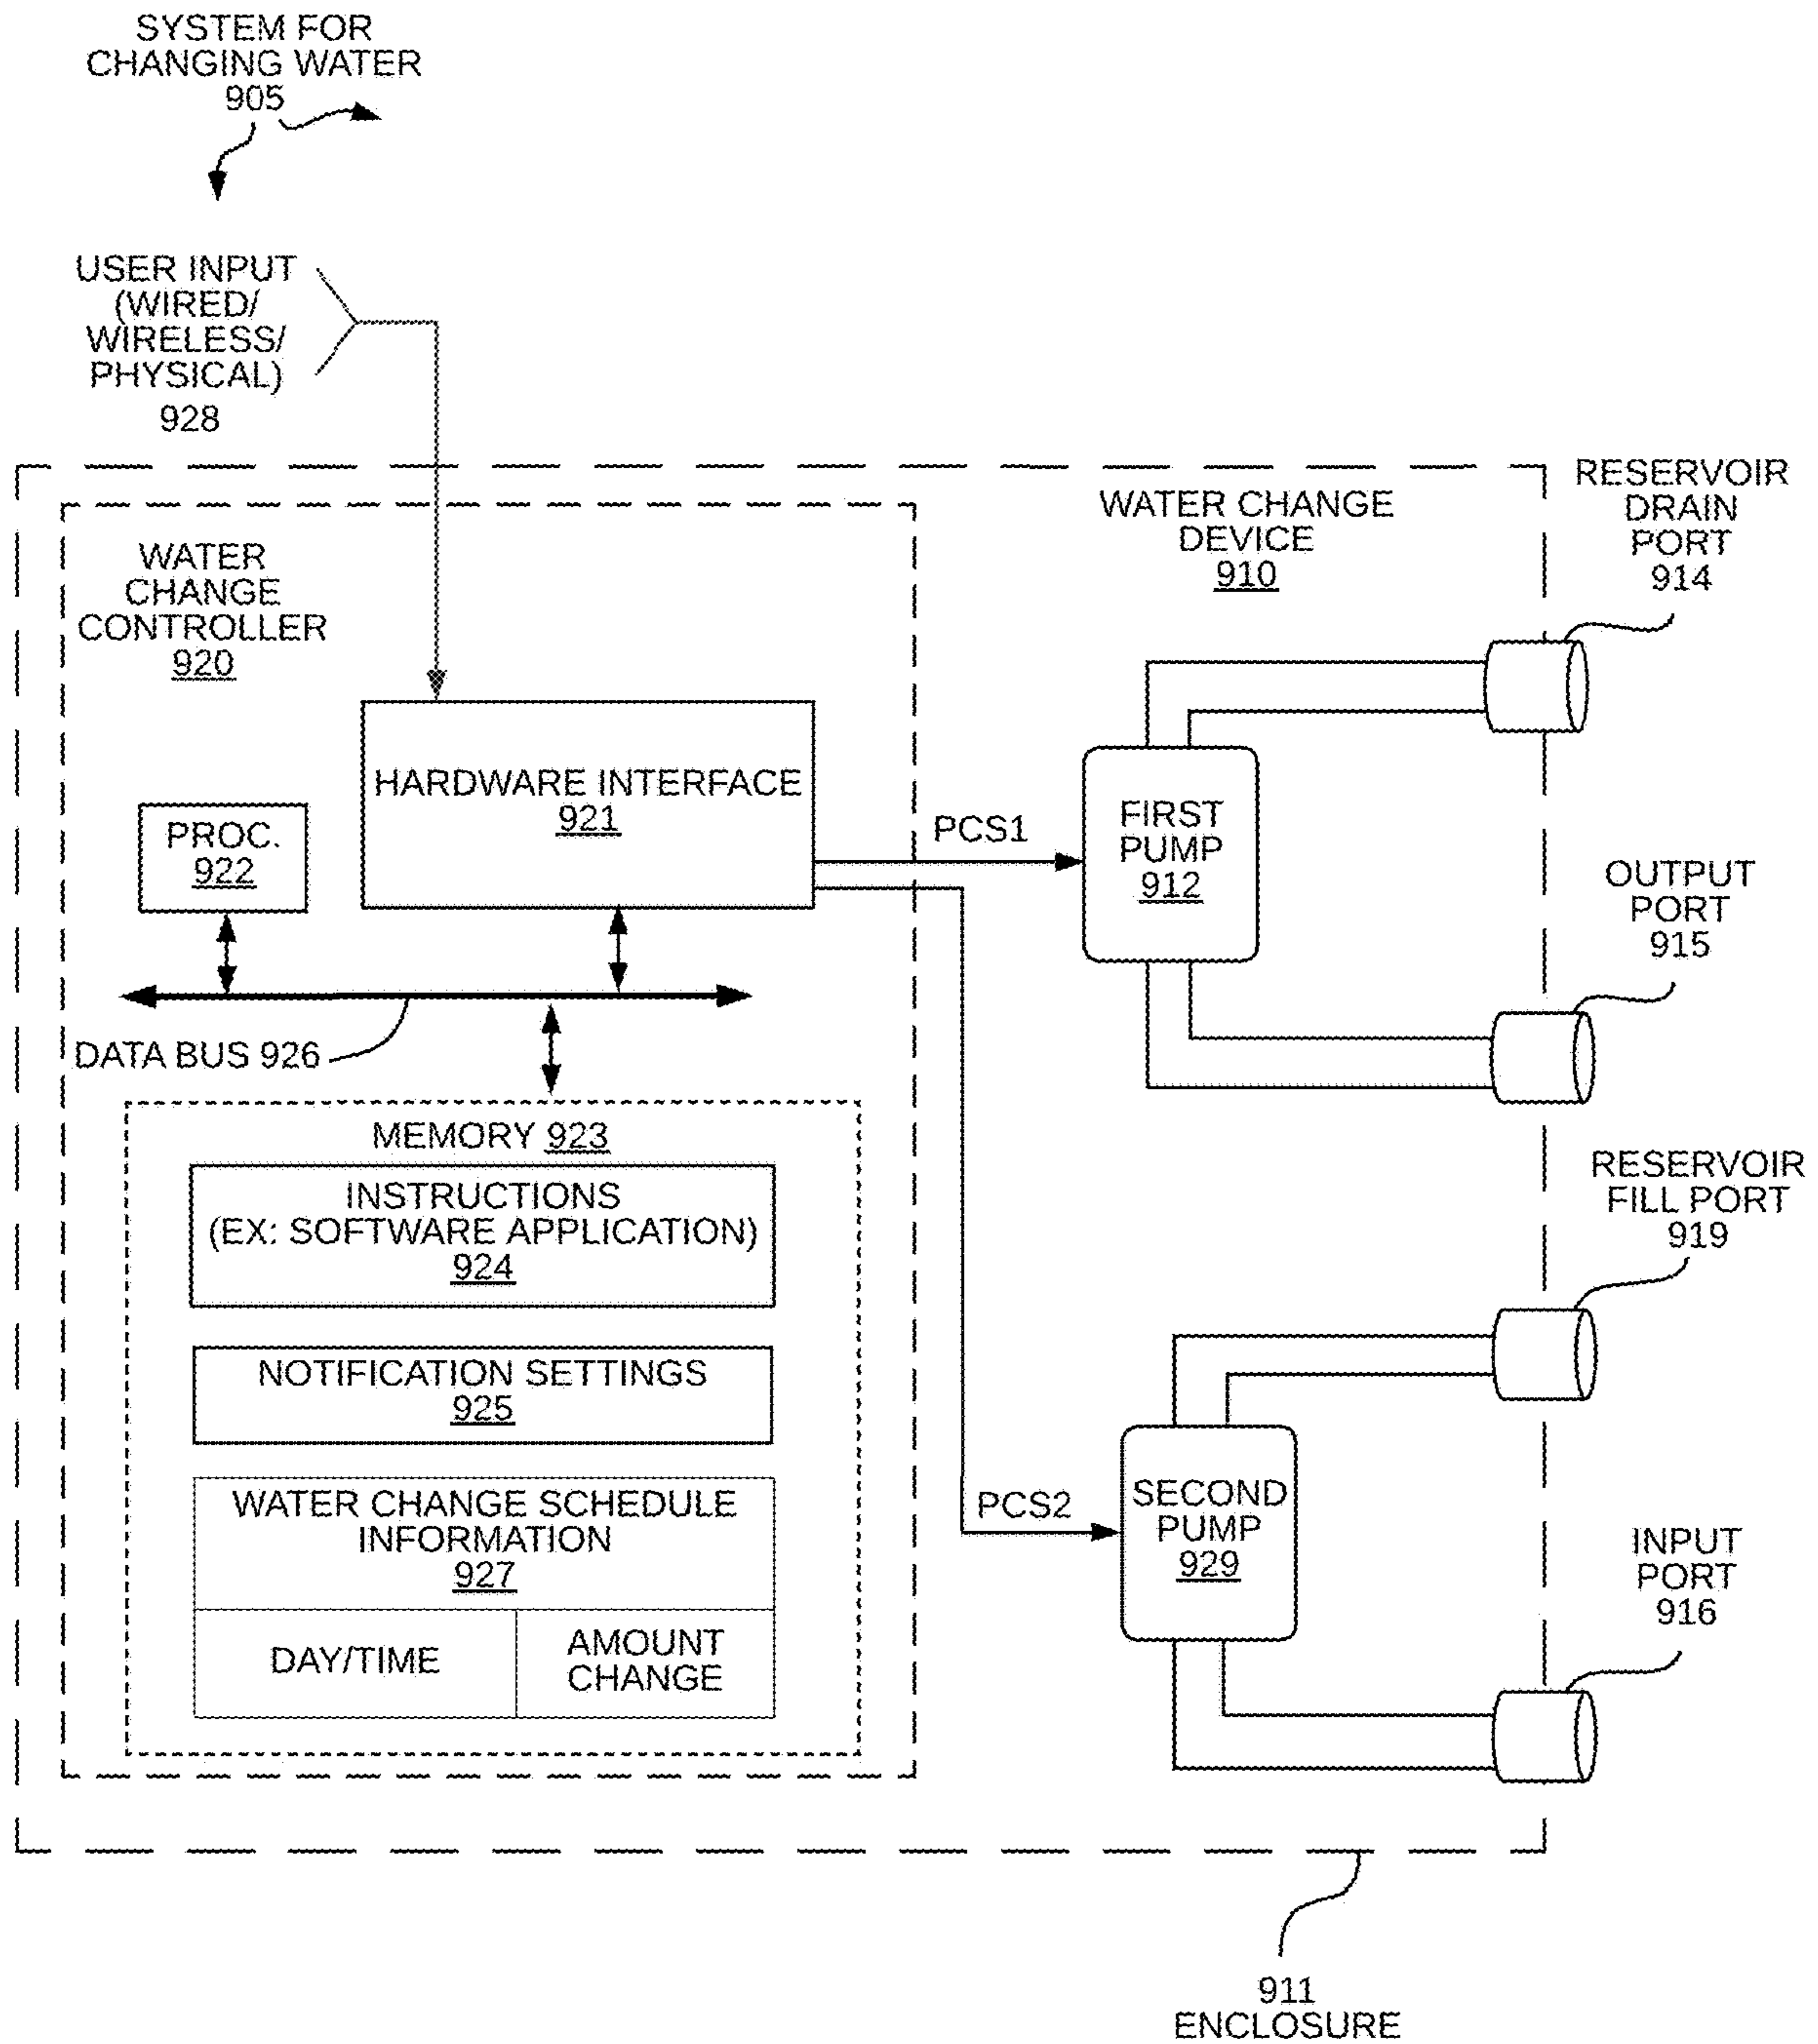 SYSTEM FOR
CHANGING WATER
905
USER INPUT
(WIRED/
WIRELESS/
PHYSICAL)
928
WATER CHANGE
DEVICE
910
RESERVOIR
DRAIN
PORT
914
WATER
CHANGE
CONTROLLER
920
HARDWARE INTERFACE
921
PROC.
922
PCS1
FIRST
PUMP
912
OUTPUT
PORT
915
DATA BUS 926
MEMORY 923
INSTRUCTIONS
(EX: SOFTWARE APPLICATION)
924
NOTIFICATION SETTINGS
925
WATER CHANGE SCHEDULE
INFORMATION
927
DAY/TIME
AMOUNT
CHANGE
RESERVOIR
FILL PORT
919
PCS2
SECOND
PUMP
929
INPUT
PORT
916
911
ENCLOSURE